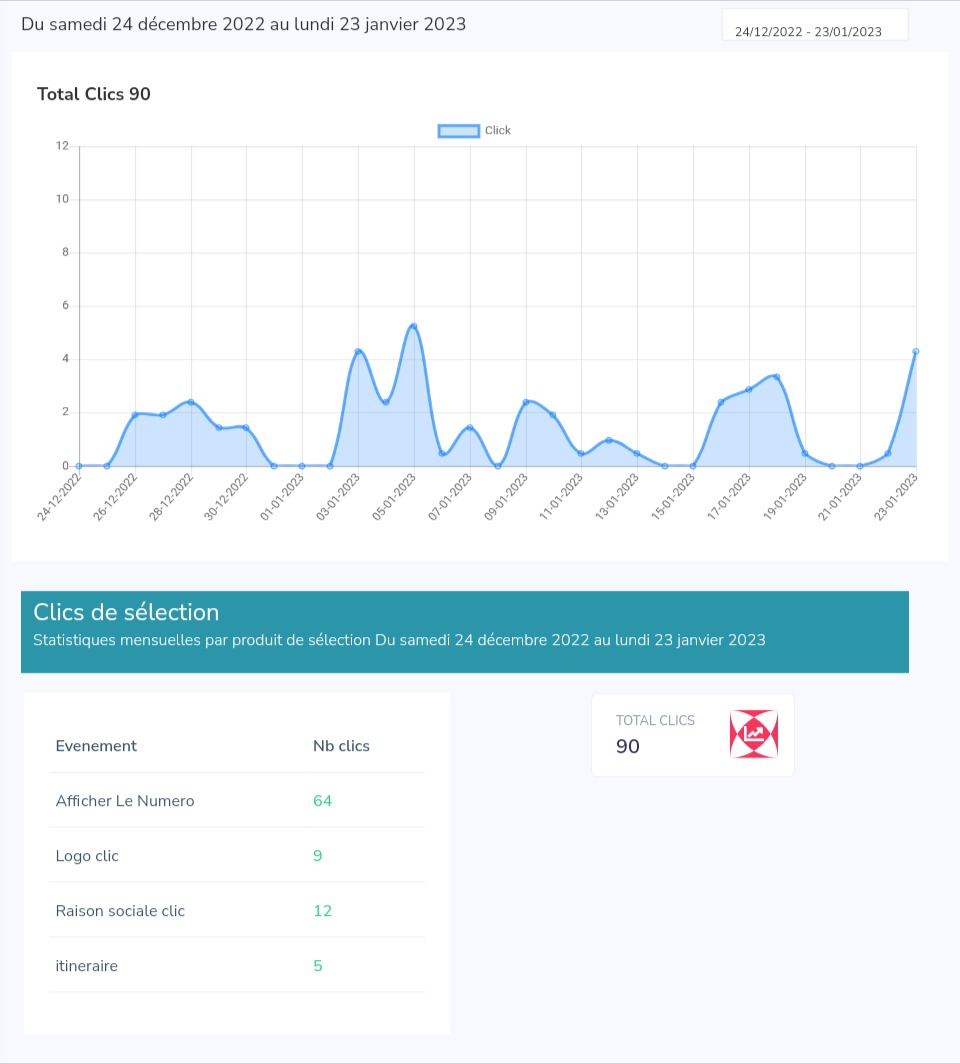 Du samedi 24 décembre 2022 au lundi 23 janvier 2023
24/12/2022 - 23/01/2023
Total Clics 90
Click
12
10
8
6
4
2
0
24-12-2022
26-12-2022
28-12-2022
30-12-2022
01-01-2023
03-01-2023
05-01-2023
07-01-2023
09-01-2023
11-01-2023
13-01-2023
15-01-2023
17-01-2023
19-01-2023
21-01-2023
23-01-2023
Clics de sélection
Statistiques mensuelles par produit de sélection Du samedi 24 décembre 2022 au lundi 23 janvier 2023
Evenement Nb clics
Afficher Le Numero 64
Logo clic 9
Raison sociale clic 12
itineraire 5
TOTAL CLICS
90